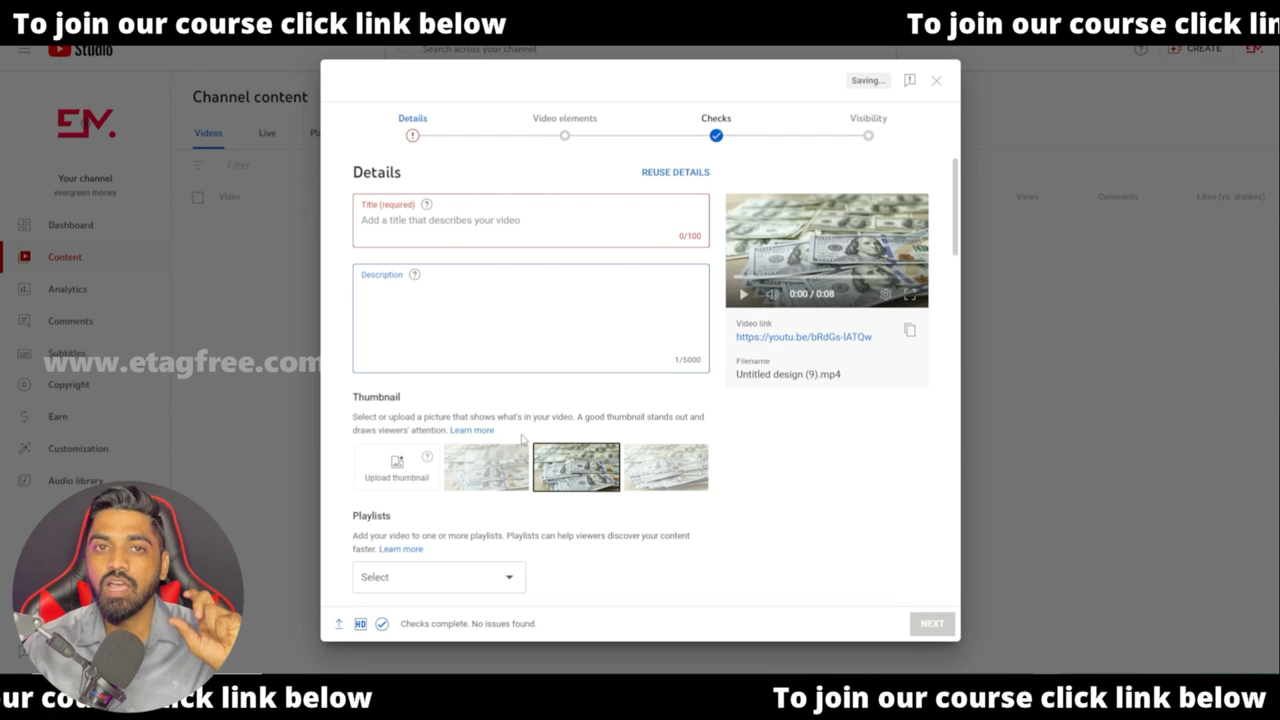 To join our course click link below
To join our course click lin
Studio
Search across your channel
CREATE
EM.
Your channel
evergreen money
Dashboard
Content
Analytics
Comments
Subtitles
Copyright
Earn
Customization
Audio library
www.etagfree.com
Channel content
Videos
Live
Filter
Video
Views
Comments
Likes (vs. dislikes)
Saving...
Details
Video elements
Checks
Visibility
Details
REUSE DETAILS
Title (required)
Add a title that describes your video
0/100
Description
1/5000
0:00 / 0:08
Video link
https://youtu.be/bRdGs-lATQw
Filename
Untitled design (9).mp4
Thumbnail
Select or upload a picture that shows what's in your video. A good thumbnail stands out and
draws viewers' attention. Learn more
Upload thumbnail
Playlists
Add your video to one or more playlists. Playlists can help viewers discover your content
faster. Learn more
Select
HD
Checks complete. No issues found.
NEXT
ck link below
To join our course click link below